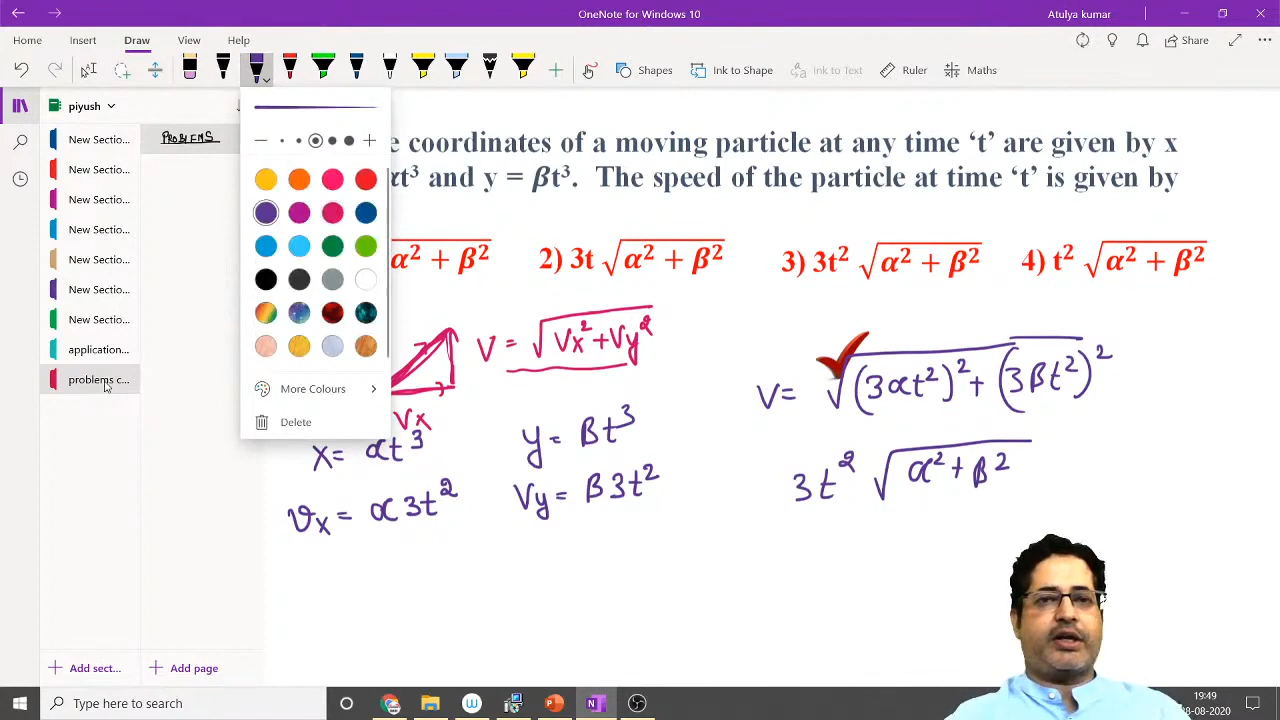 OneNote for Windows 10
Atulya kumar
Home Insert Draw View Help
Share
Shapes Ink to Shape Ink to Text Ruler Maths
piyush
New Sectio...
New Sectio...
New Sectio...
New Sectio...
New Sectio...
New Sectio...
New Sectio...
application...
problems c...
PROBLEMS
More Colours
Delete
e coordinates of a moving particle at any time ‘t’ are given by x
αt³ and y = βt³. The speed of the particle at time ‘t’ is given by
α² + β² 2) 3t √(α² + β²) 3) 3t² √(α² + β²) 4) t² √(α² + β²)
V = √(Vx² + Vy²)
Vx
x = αt³
vx = α3t²
y = βt³
Vy = β3t²
V = √((3αt²)² + (3βt²)²)
3t² √(α² + β²)
Add sect... Add page
Type here to search
19:49
8-08-2020